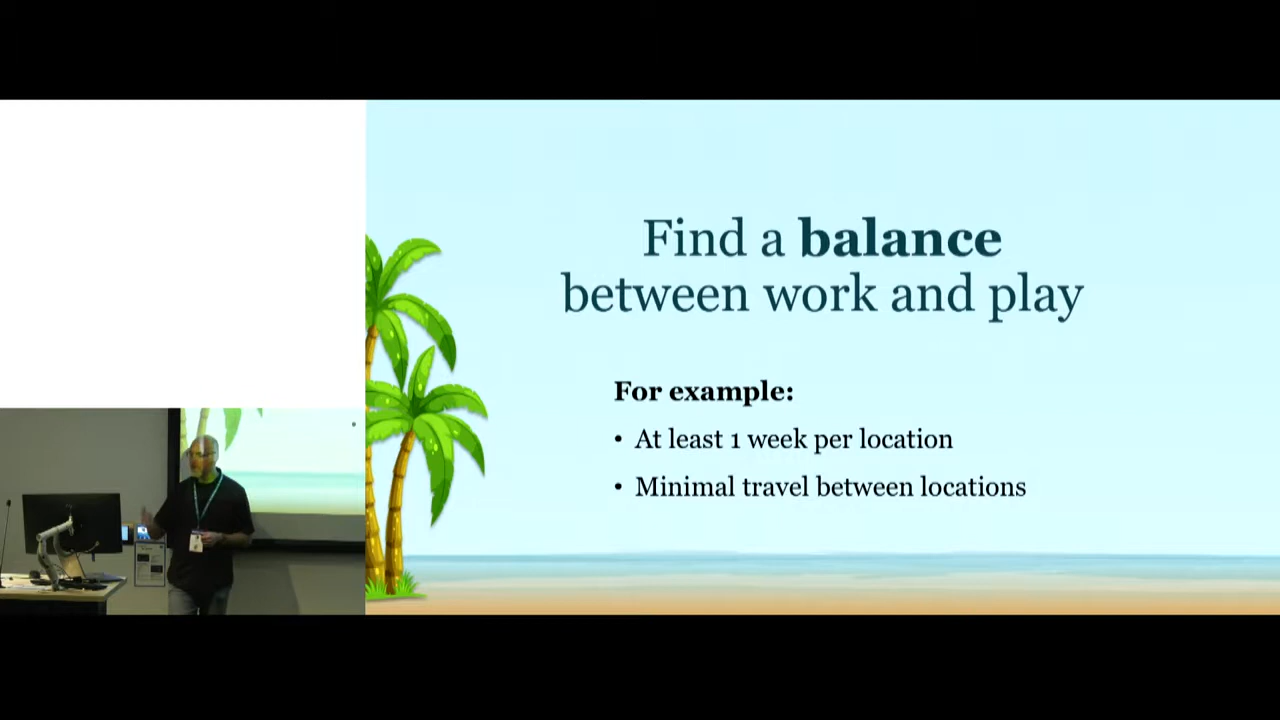 Find a balance
between work and play
For example:
• At least 1 week per location
• Minimal travel between locations